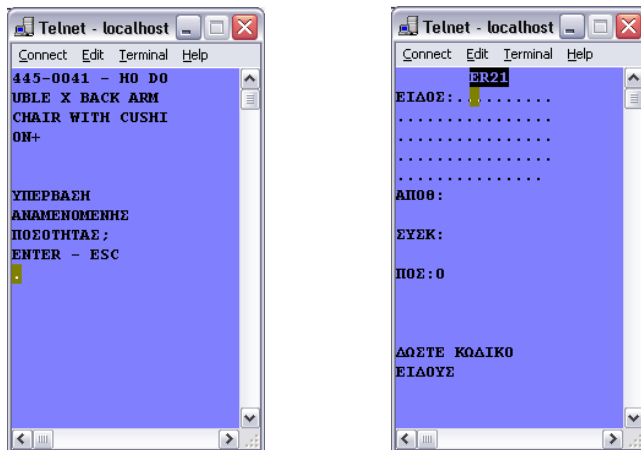 Telnet - localhost
Connect Edit Terminal Help
445-0041 - HO DO
UBLE X BACK ARM
CHAIR WITH CUSHI
ON+
ΥΠΕΡΒΑΣΗ
ΑΝΑΜΕΝΟΜΕΝΗΣ
ΠΟΣΟΤΗΤΑΣ;
ENTER - ESC
.
Telnet - localhost
Connect Edit Terminal Help
ER21
ΕΙΔΟΣ:..........
................
................
................
...............
ΑΠΟΘ:
ΣΥΣΚ:
ΠΟΣ:0
ΔΩΣΤΕ ΚΩΔΙΚΟ
ΕΙΔΟΥΣ